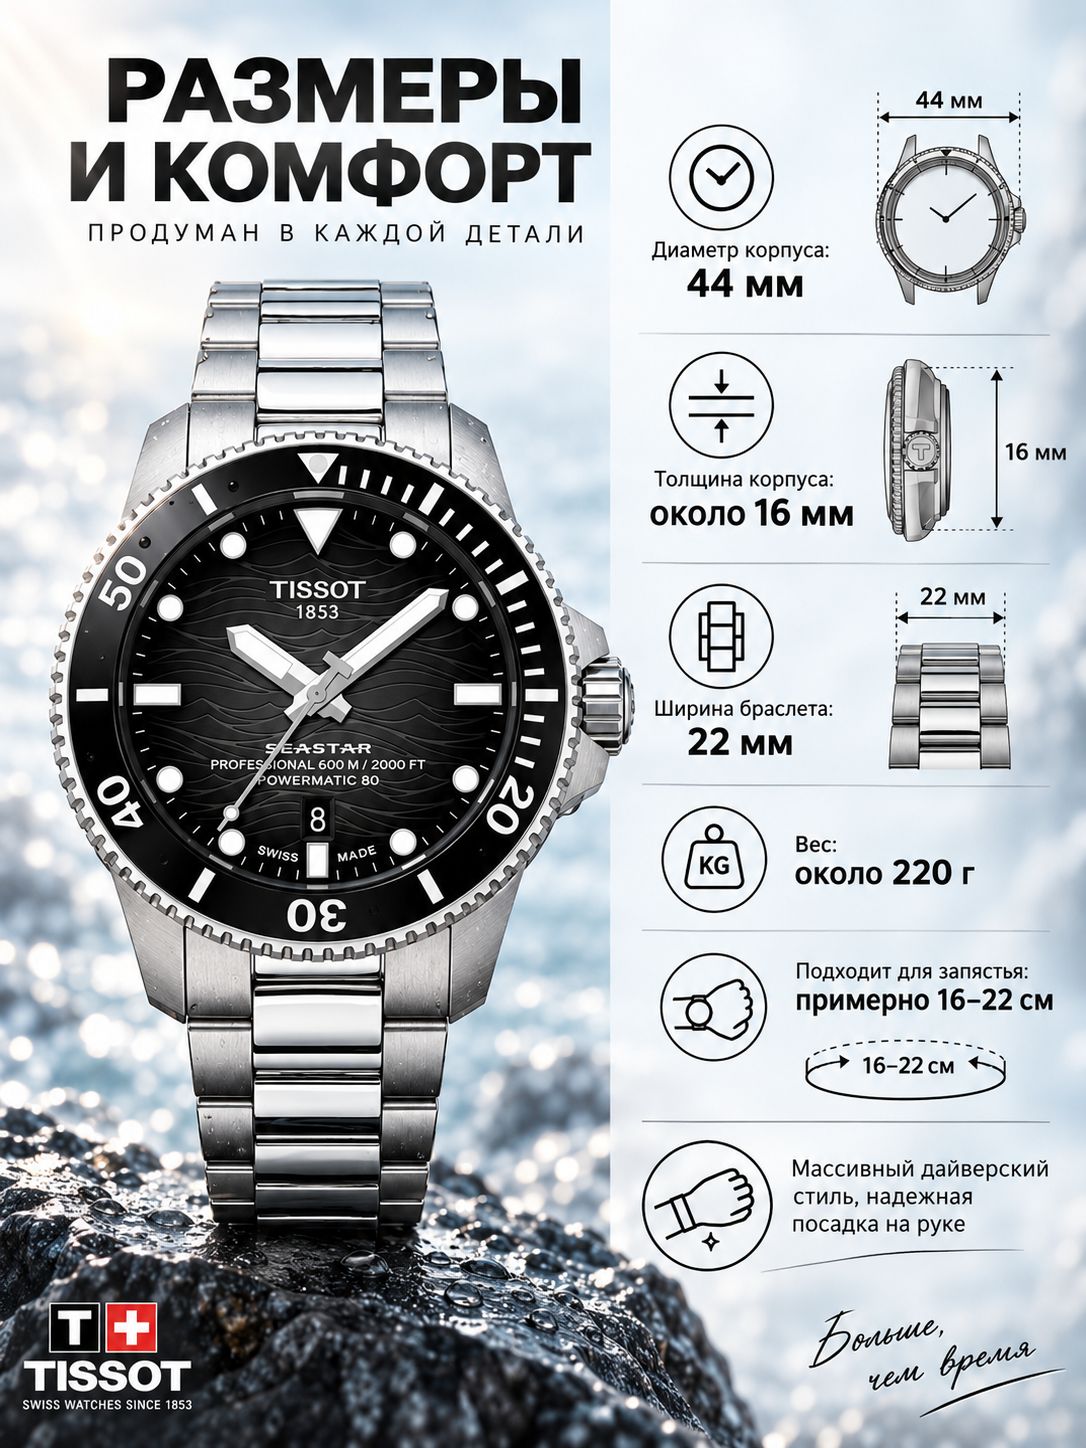 РАЗМЕРЫ
И КОМФОРТ
ПРОДУМАН В КАЖДОЙ ДЕТАЛИ
50
40
30
20
TISSOT
1853
SEASTAR
PROFESSIONAL 600 M / 2000 FT
POWERMATIC 80
8
SWISS MADE
T
TISSOT
SWISS WATCHES SINCE 1853
44 мм
Диаметр корпуса:
44 мм
T
16 мм
Толщина корпуса:
около 16 мм
22 мм
Ширина браслета:
22 мм
KG
Вес:
около 220 г
Подходит для запястья:
примерно 16–22 см
16–22 см
Массивный дайверский
стиль, надежная
посадка на руке
Больше,
чем время